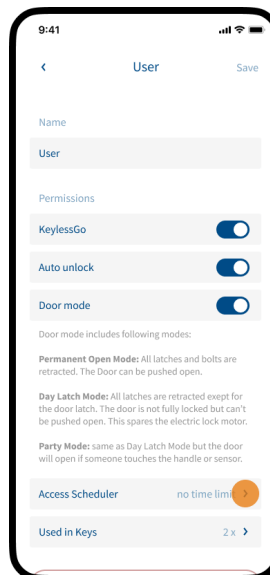 9:41
User
Save
Name
User
Permissions
KeylessGo
Auto unlock
Door mode
Door mode includes following modes:
Permanent Open Mode: All latches and bolts are
retracted. The Door can be pushed open.
Day Latch Mode: All latches are retracted exept for
the door latch. The door is not fully locked but can't
be pushed open. This spares the electric lock motor.
Party Mode: same as Day Latch Mode but the door
will open if someone touches the handle or sensor.
Access Scheduler no time limi
Used in Keys 2 x